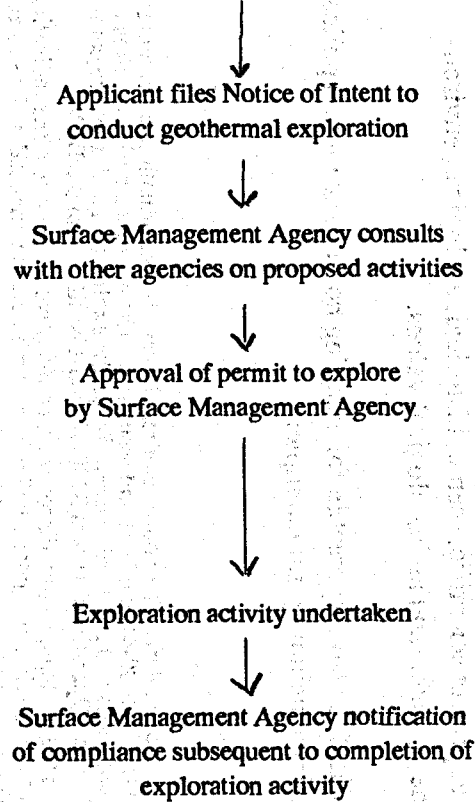 Applicant files Notice of Intent to
conduct geothermal exploration
Surface Management Agency consults
with other agencies on proposed activities
Approval of permit to explore
by Surface Management Agency
Exploration activity undertaken
Surface Management Agency notification
of compliance subsequent to completion of
exploration activity